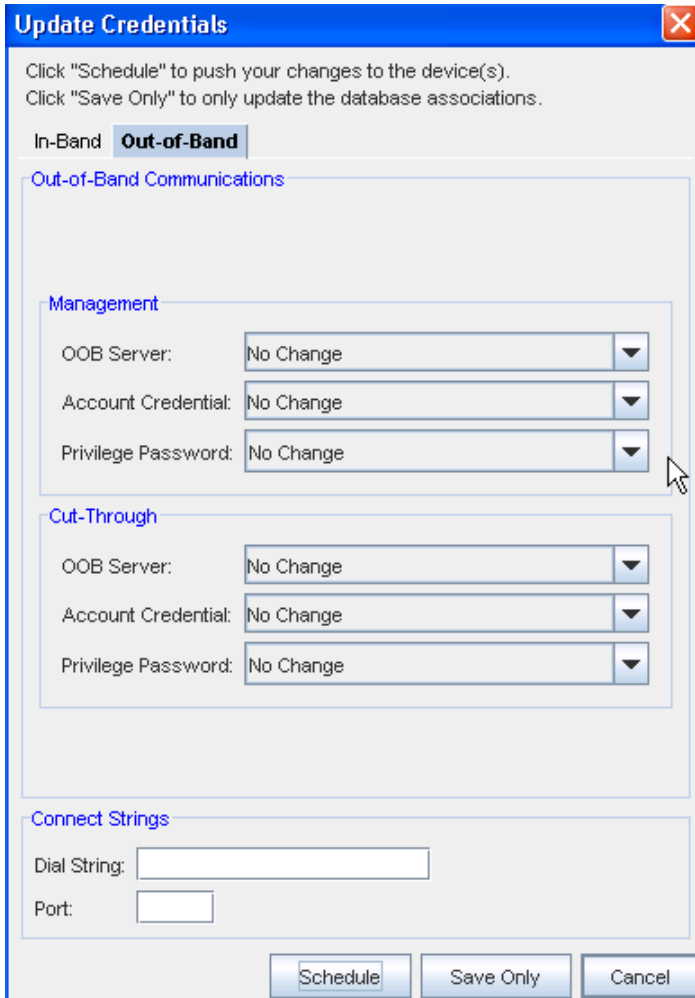 Update Credentials
Click "Schedule" to push your changes to the device(s).
Click "Save Only" to only update the database associations.
In-Band Out-of-Band
Out-of-Band Communications
Management
OOB Server: No Change
Account Credential: No Change
Privilege Password: No Change
Cut-Through
OOB Server: No Change
Account Credential: No Change
Privilege Password: No Change
Connect Strings
Dial String:
Port:
Schedule Save Only Cancel